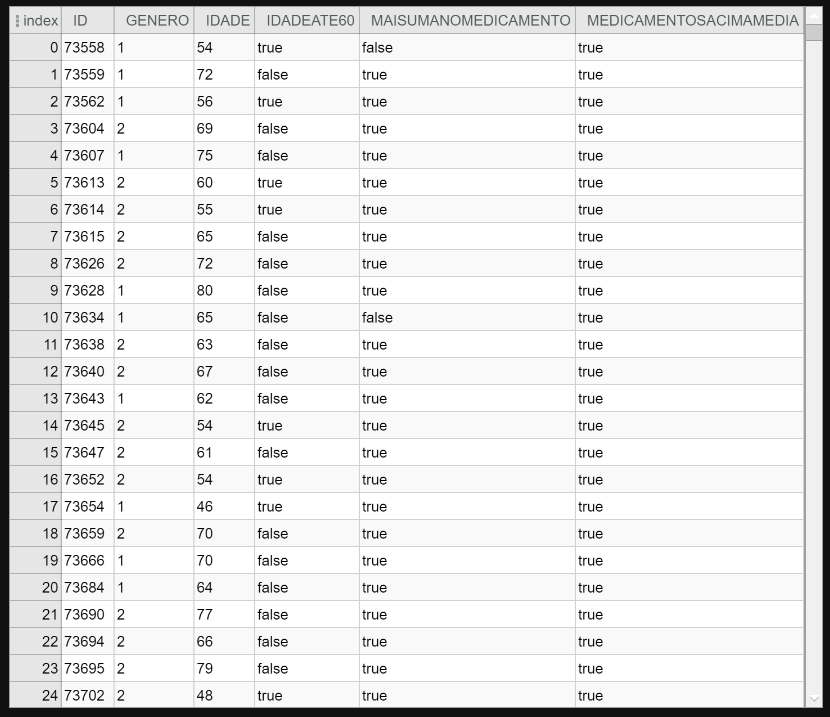 index ID GENERO IDADE IDADEATE60 MAISUMANOMEDICAMENTO MEDICAMENTOSACIMAMEDIA
0 73558 1 54 true false true
1 73559 1 72 false true true
2 73562 1 56 true true true
3 73604 2 69 false true true
4 73607 1 75 false true true
5 73613 2 60 true true true
6 73614 2 55 true true true
7 73615 2 65 false true true
8 73626 2 72 false true true
9 73628 1 80 false true true
10 73634 1 65 false false true
11 73638 2 63 false true true
12 73640 2 67 false true true
13 73643 1 62 false true true
14 73645 2 54 true true true
15 73647 2 61 false true true
16 73652 2 54 true true true
17 73654 1 46 true true true
18 73659 2 70 false true true
19 73666 1 70 false true true
20 73684 1 64 false true true
21 73690 2 77 false true true
22 73694 2 66 false true true
23 73695 2 79 false true true
24 73702 2 48 true true true